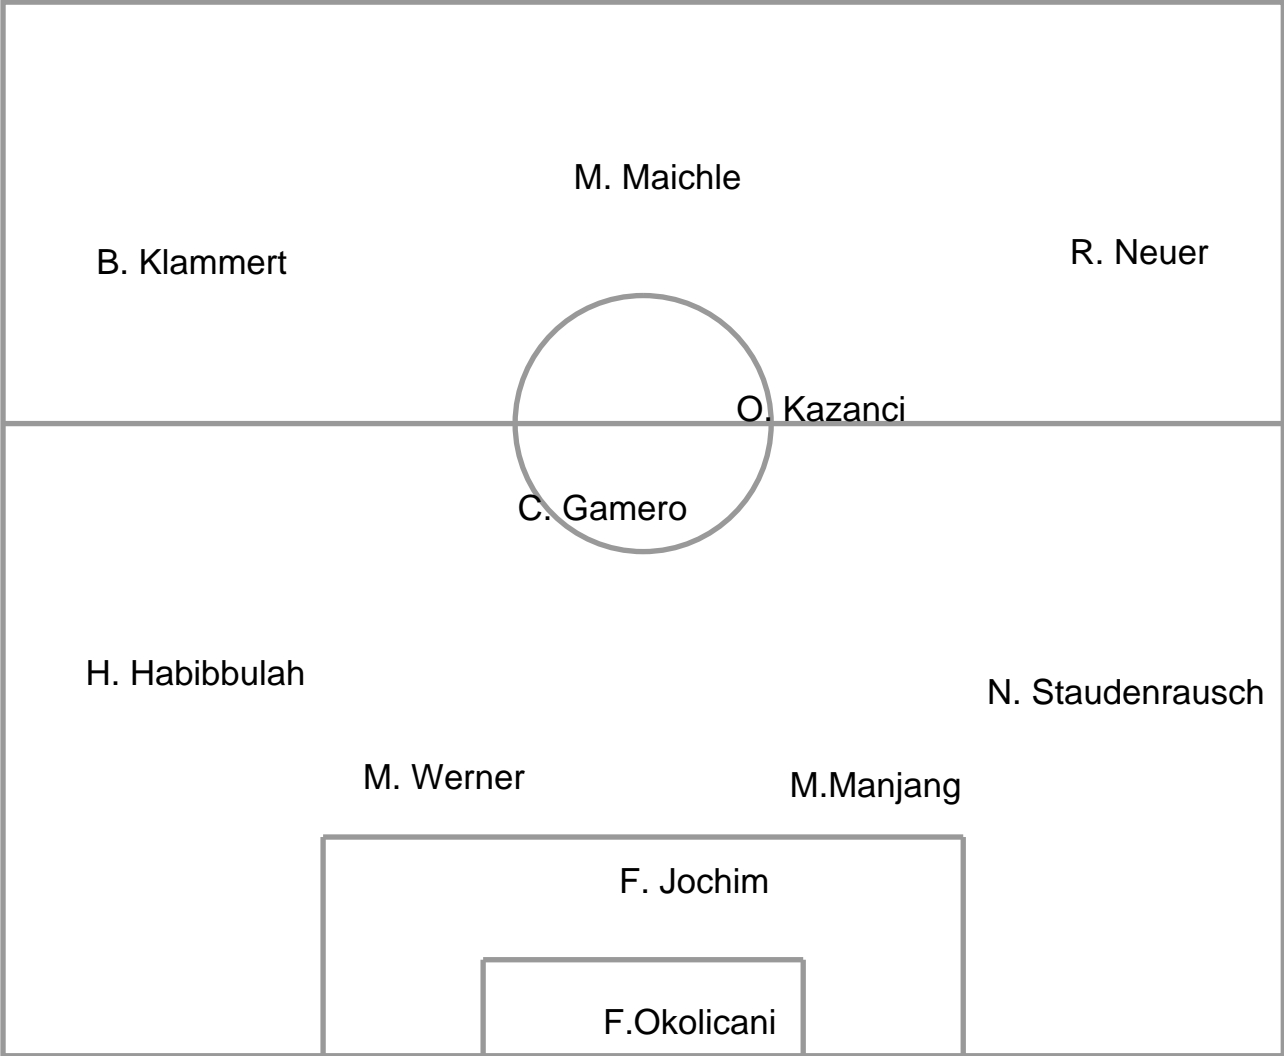 M. Maichle
B. Klammert
R. Neuer
O. Kazanci
C. Gamero
H. Habibbulah
N. Staudenrausch
M. Werner
M.Manjang
F. Jochim
F.Okolicani